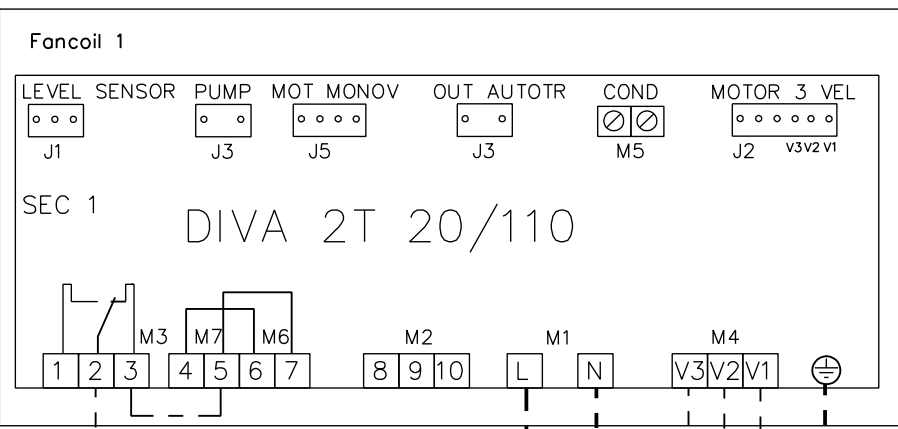 Fancoil 1
LEVEL SENSOR PUMP MOT MONOV OUT AUTOTR COND MOTOR 3 VEL
J1 J3 J5 J3 M5 J2 V3 V2 V1
SEC 1
DIVA 2T 20/110
M3 M7 M6 M2 M1 M4
1 2 3 4 5 6 7 8 9 10 L N V3 V2 V1